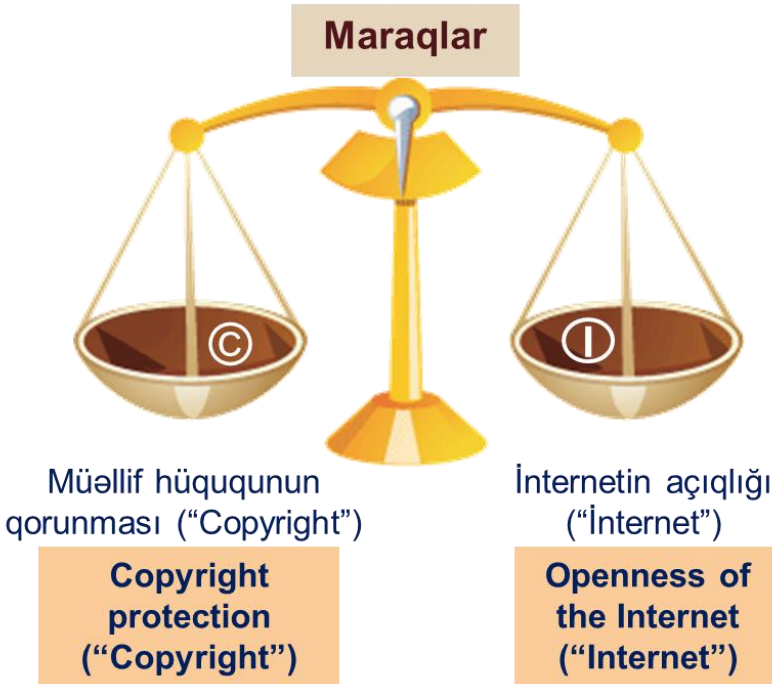 Maraqlar
©
Ⓘ
Müəllif hüququnun
qorunması (“Copyright”)
Copyright
protection
(“Copyright”)
İnternetin açıqlığı
(“İnternet”)
Openness of
the Internet
(“Internet”)